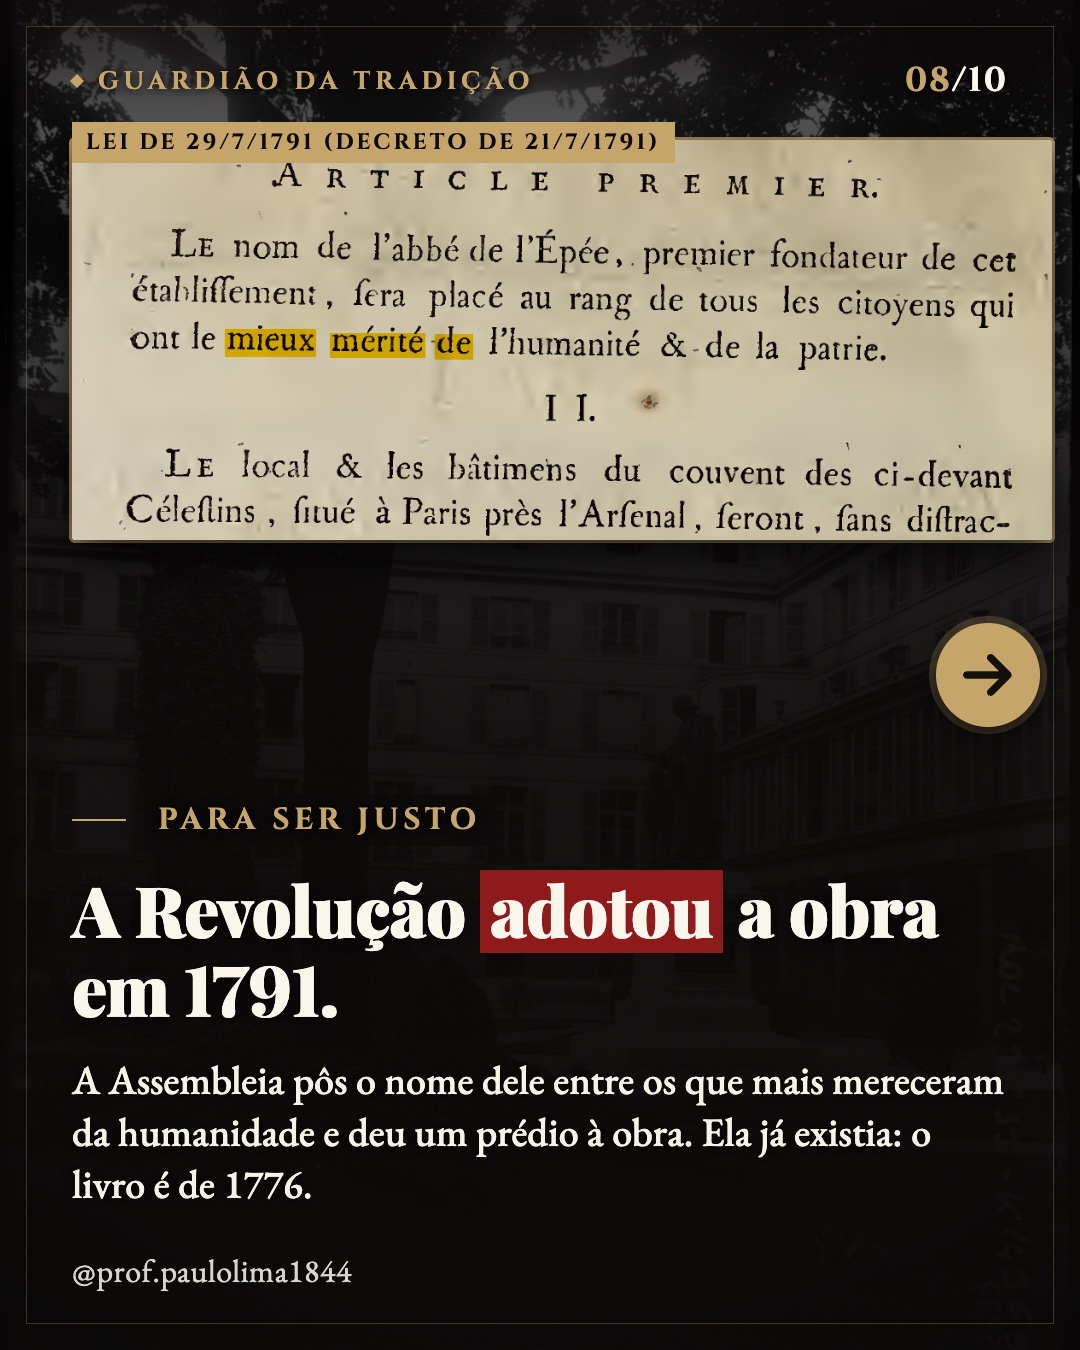 GUARDIÃO DA TRADIÇÃO
08/10
LEI DE 29/7/1791 (DECRETO DE 21/7/1791)
ARTICLE PREMIER.
LE nom de l’abbé de l’Épée, premier fondateur de cet
établiſſement, ſera placé au rang de tous les citoyens qui
ont le mieux mérité de l’humanité & de la patrie.
II.
LE local & les bâtimens du couvent des ci-devant
Céleſtins, ſitué à Paris près l’Arſenal, ſeront, ſans diſtrac-
PARA SER JUSTO
A Revolução adotou a obra
em 1791.
A Assembleia pôs o nome dele entre os que mais mereceram
da humanidade e deu um prédio à obra. Ela já existia: o
livro é de 1776.
@prof.paulolima1844